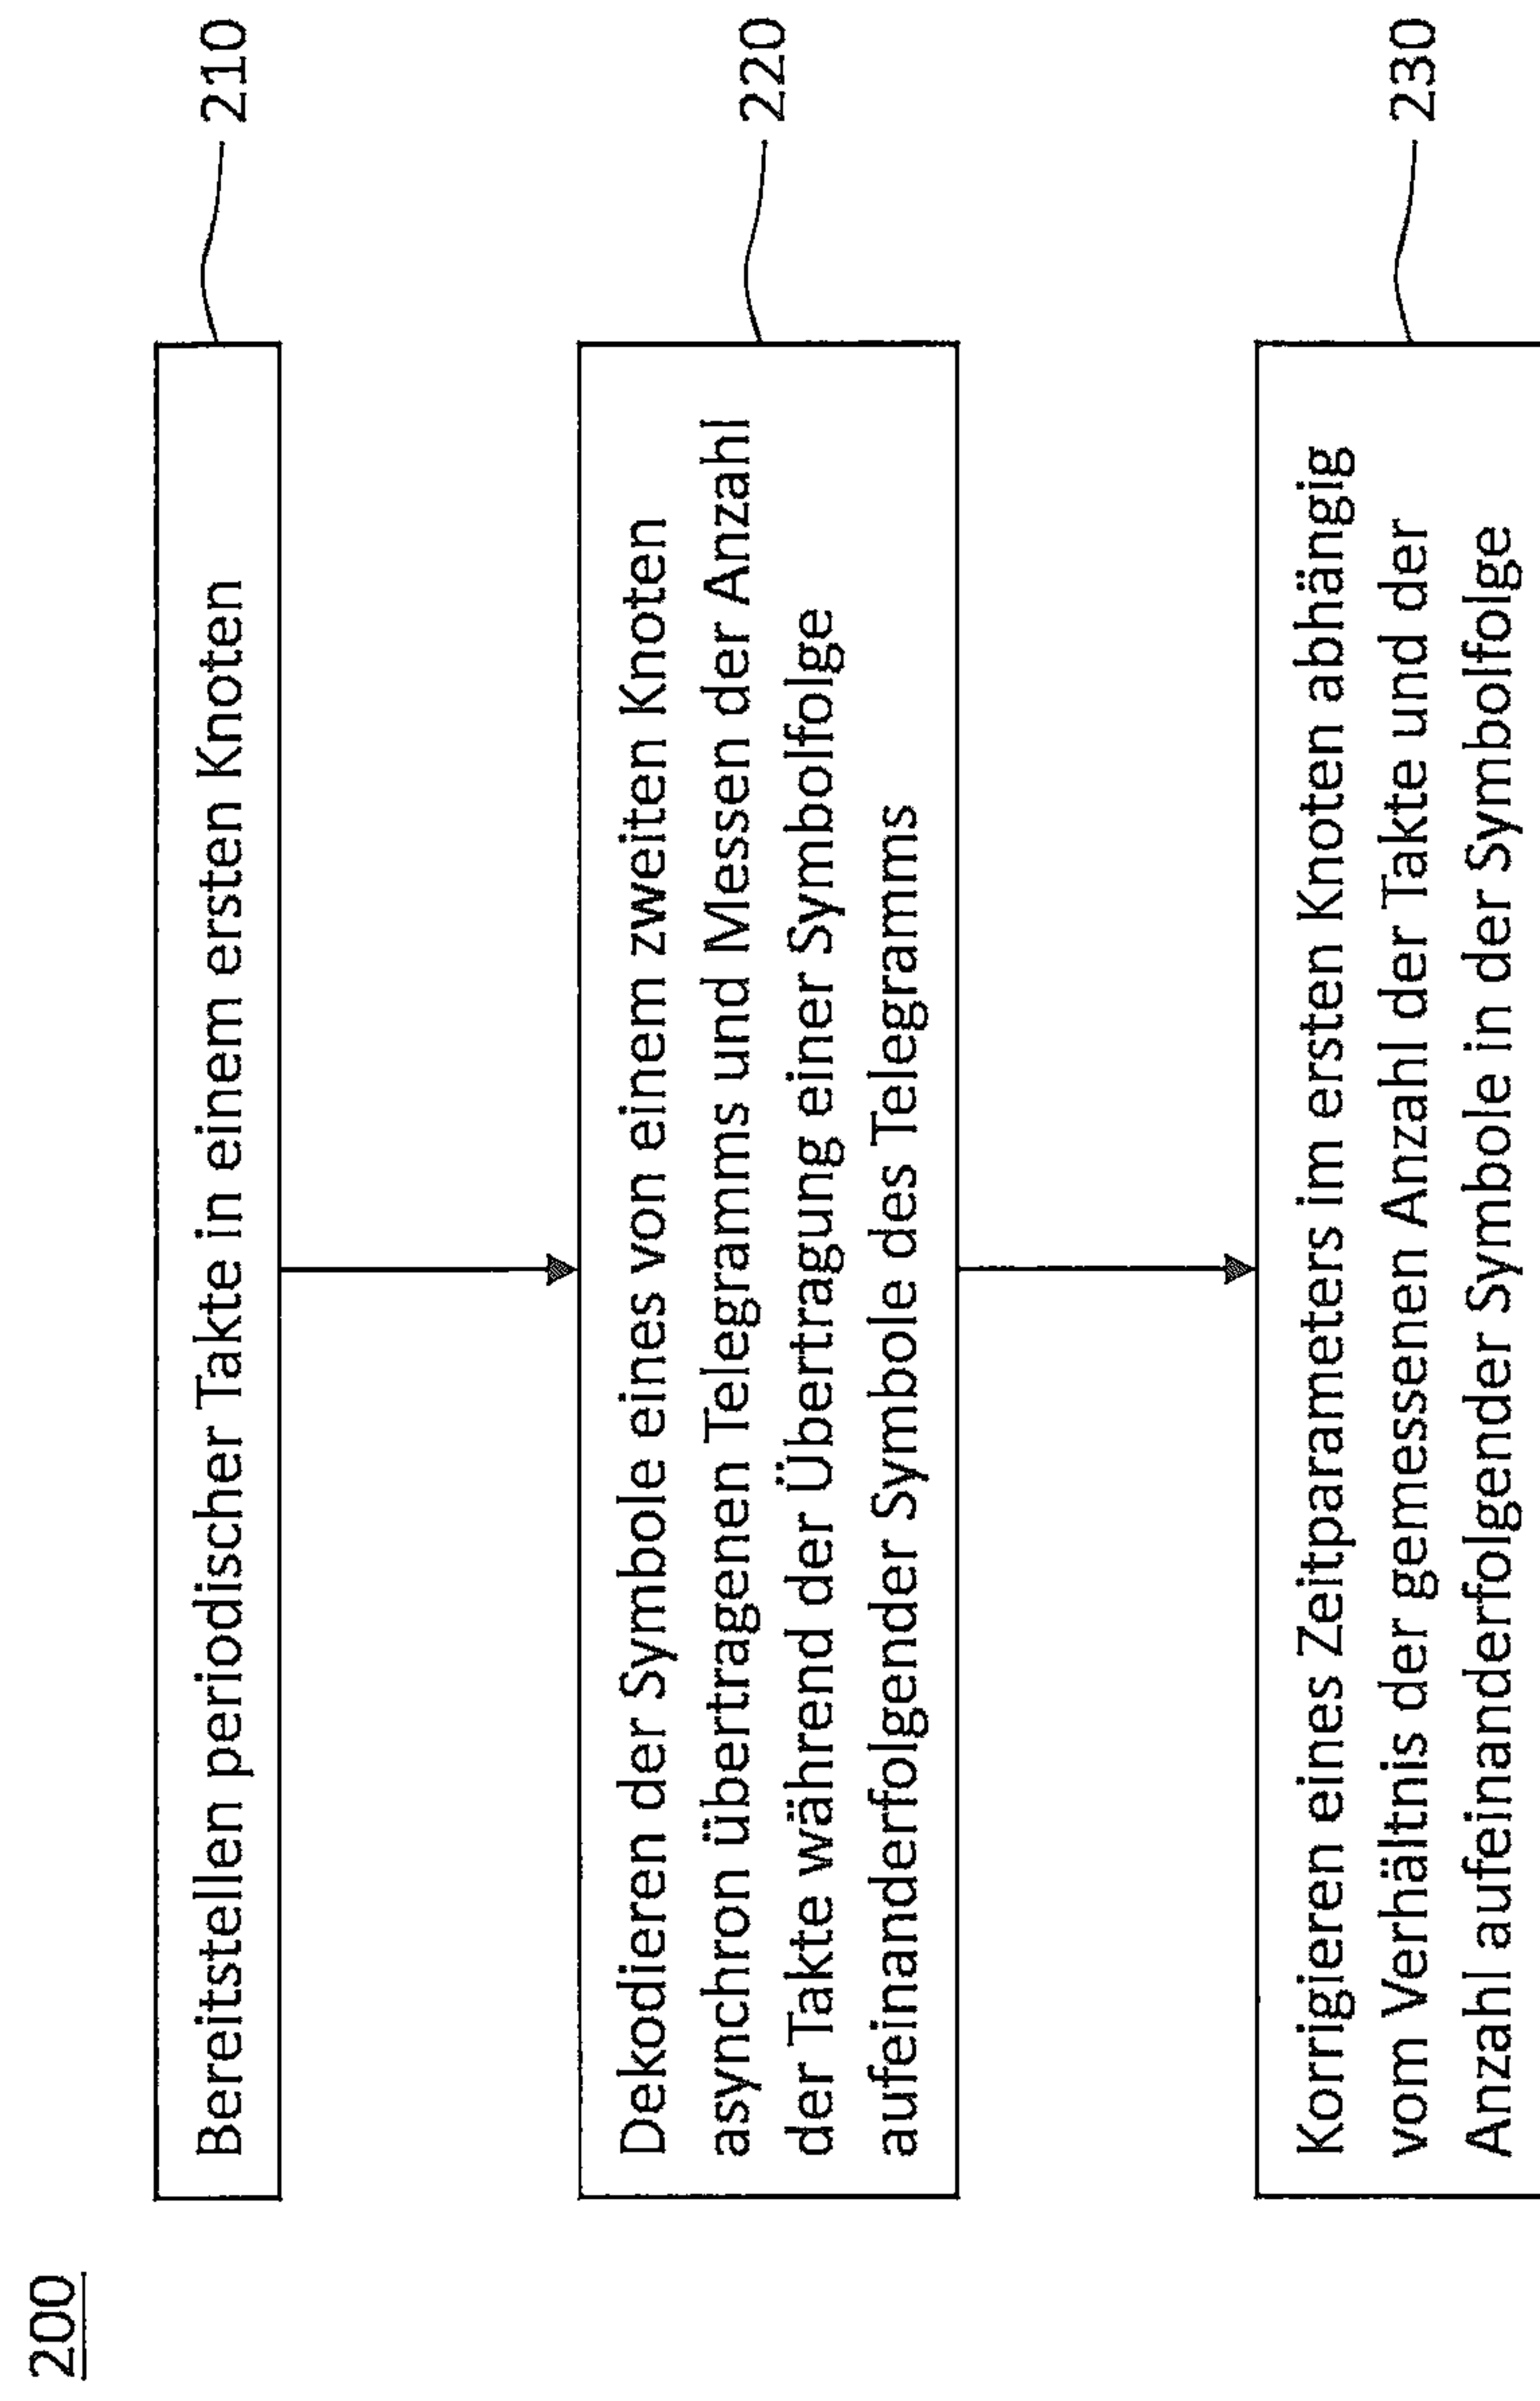 200
Bereitstellen periodischer Takte in einem ersten Knoten
210
Dekodieren der Symbole eines von einem zweiten Knoten
asynchron übertragenen Telegramms und Messen der Anzahl
der Takte während der Übertragung einer Symbolfolge
aufeinanderfolgender Symbole des Telegramms
220
Korrigieren eines Zeitparameters im ersten Knoten abhängig
vom Verhältnis der gemessenen Anzahl der Takte und der
Anzahl aufeinanderfolgender Symbole in der Symbolfolge
230